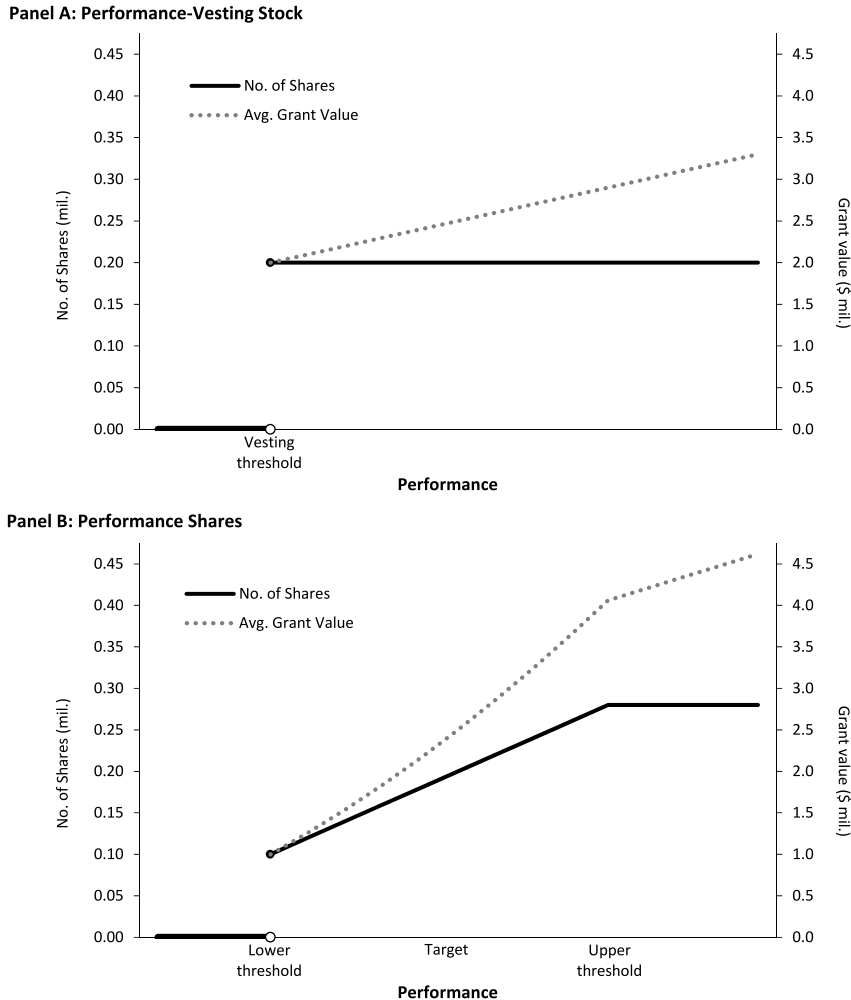 Panel A: Performance-Vesting Stock
0.45
0.40
0.35
0.30
0.25
0.20
0.15
0.10
0.05
0.00
No. of Shares (mil.)
No. of Shares
Avg. Grant Value
4.5
4.0
3.5
3.0
2.5
2.0
1.5
1.0
0.5
0.0
Grant value ($ mil.)
Vesting
threshold
Performance
Panel B: Performance Shares
0.45
0.40
0.35
0.30
0.25
0.20
0.15
0.10
0.05
0.00
No. of Shares (mil.)
No. of Shares
Avg. Grant Value
4.5
4.0
3.5
3.0
2.5
2.0
1.5
1.0
0.5
0.0
Grant value ($ mil.)
Lower
threshold
Target
Upper
threshold
Performance